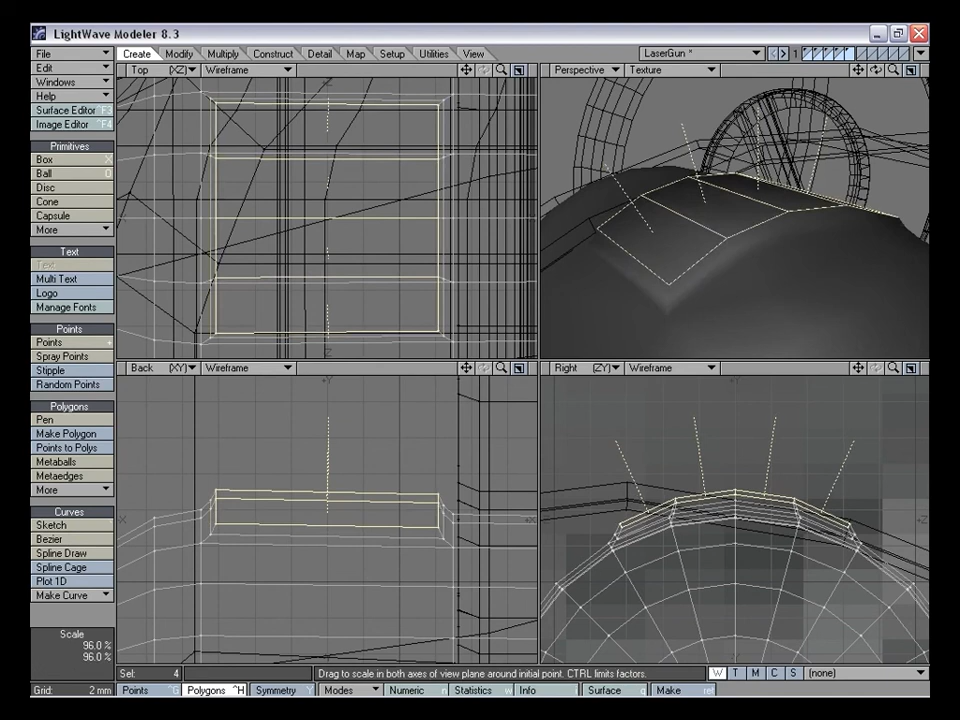 LightWave Modeler 8.3
File
Edit
Windows
Help
Surface Editor F3
Image Editor ^F4
Primitives
Box X
Ball O
Disc
Cone
Capsule
More
Text
Text
Multi Text
Logo
Manage Fonts
Points
Points +
Spray Points
Stipple
Random Points
Polygons
Pen
Make Polygon
Points to Polys
Metaballs
Metaedges
More
Curves
Sketch
Bezier
Spline Draw
Spline Cage
Plot 1D
Make Curve
Scale
96.0 %
96.0 %
Grid: 2 mm
Create Modify Multiply Construct Detail Map Setup Utilities View
LaserGun * 1
Top (XZ) Wireframe
Perspective Texture
Back (XY) Wireframe
Right (ZY) Wireframe
Sel: 4
Drag to scale in both axes of view plane around initial point. CTRL limits factors.
W T M C S (none)
Points ^G Polygons ^H Symmetry Y Modes Numeric n Statistics w Info i Surface q Make ret